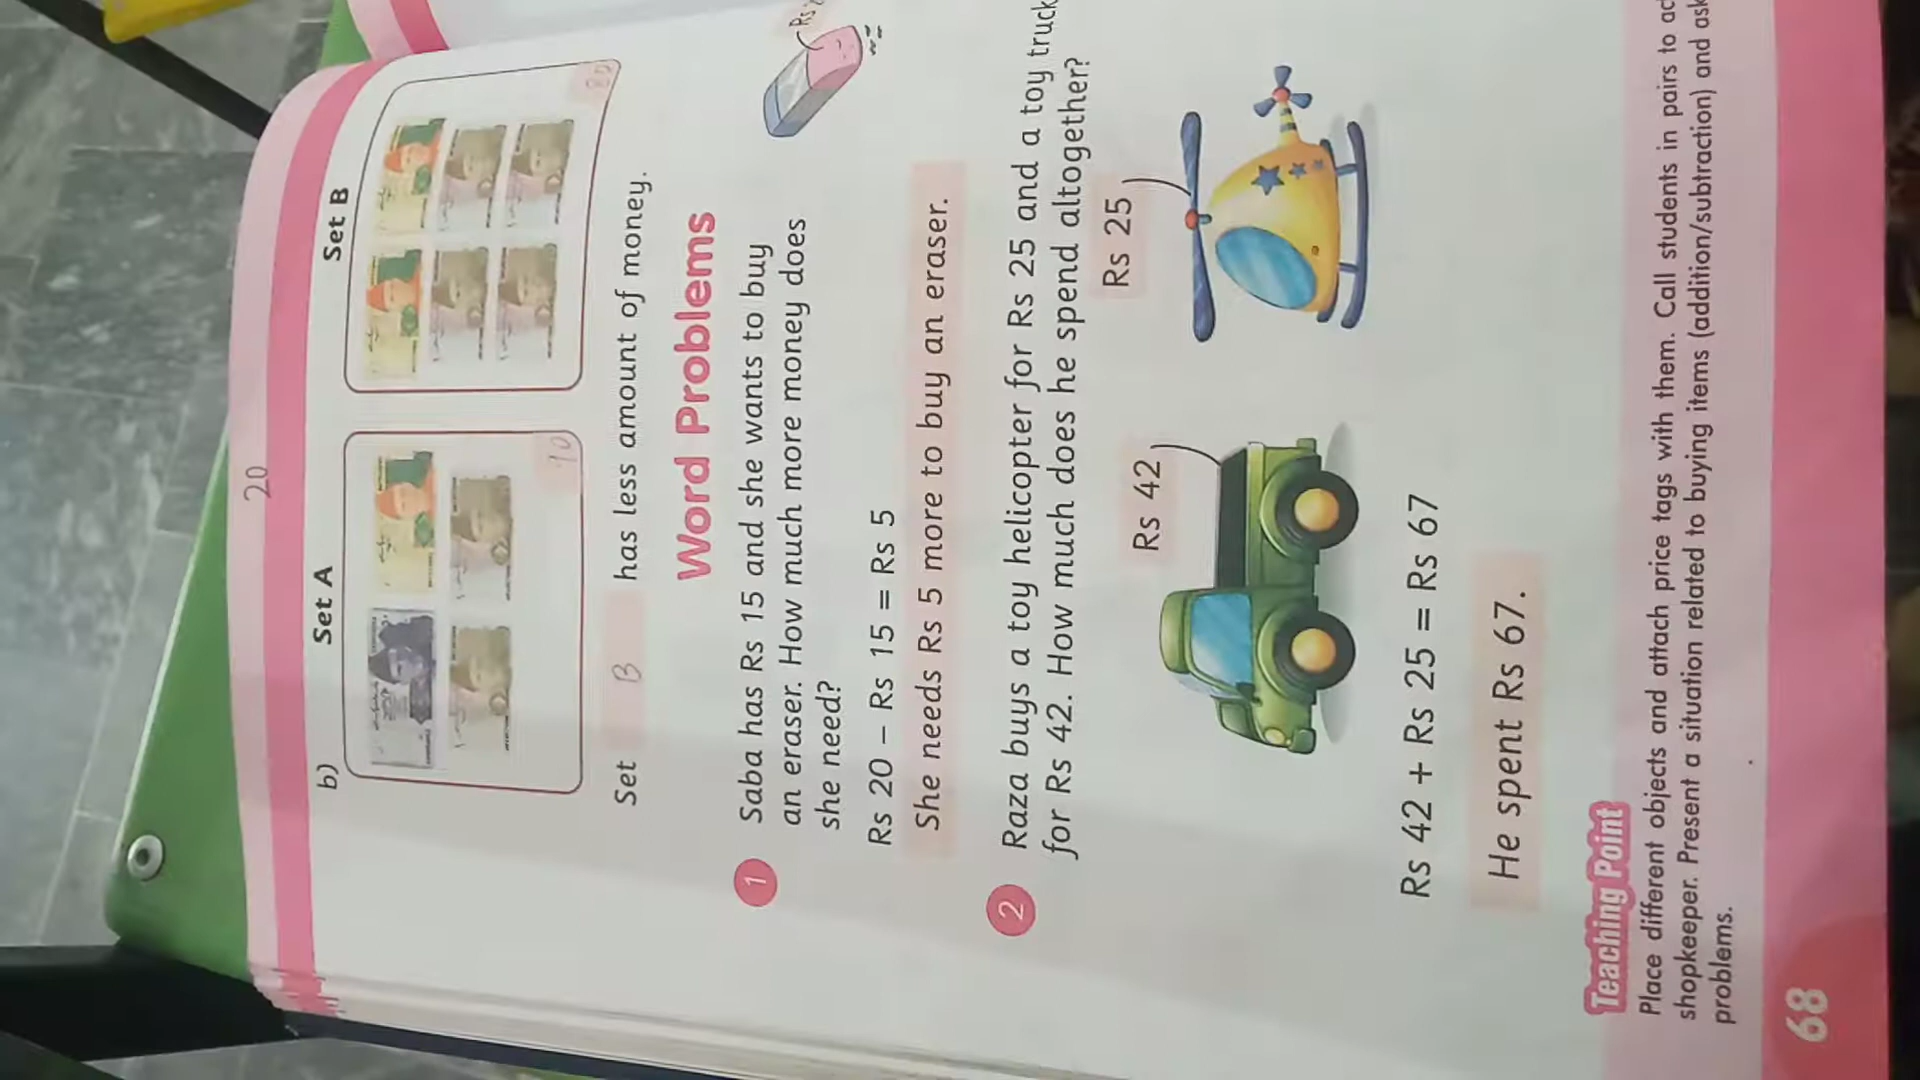 20
b)
Set A
Set B
90
80
Set B has less amount of money.
Word Problems
1
Saba has Rs 15 and she wants to buy
an eraser. How much more money does
she need?
Rs
Rs 20 – Rs 15 = Rs 5
She needs Rs 5 more to buy an eraser.
2
Raza buys a toy helicopter for Rs 25 and a toy truck
for Rs 42. How much does he spend altogether?
Rs 42
Rs 25
Rs 42 + Rs 25 = Rs 67
He spent Rs 67.
Teaching Point
Place different objects and attach price tags with them. Call students in pairs to
shopkeeper. Present a situation related to buying items (addition/subtraction) and ask
problems.
68